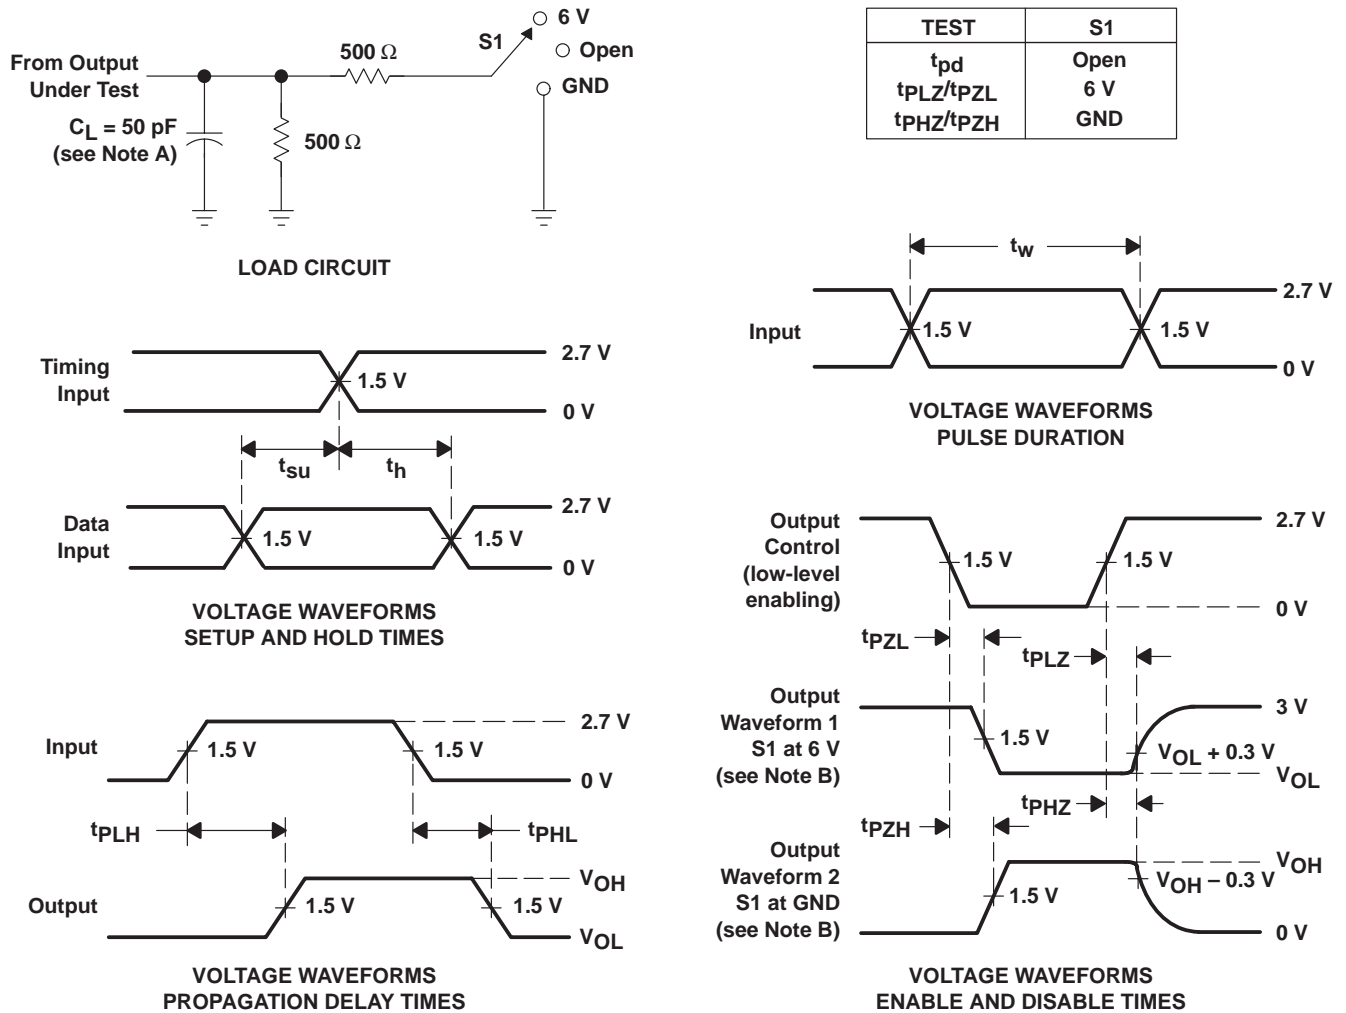 6 V
S1
Open
GND
500 Ω
From Output
Under Test
CL = 50 pF
(see Note A)
500 Ω
LOAD CIRCUIT
TEST S1
tpd Open
tPLZ/tPZL 6 V
tPHZ/tPZH GND
tw
Input
2.7 V
1.5 V 1.5 V
0 V
VOLTAGE WAVEFORMS
PULSE DURATION
Timing
Input
2.7 V
1.5 V
0 V
tsu th
Data
Input
2.7 V
1.5 V 1.5 V
0 V
VOLTAGE WAVEFORMS
SETUP AND HOLD TIMES
Input
2.7 V
1.5 V 1.5 V
0 V
tPLH tPHL
Output
VOH
1.5 V 1.5 V
VOL
VOLTAGE WAVEFORMS
PROPAGATION DELAY TIMES
Output
Control
(low-level
enabling)
2.7 V
1.5 V 1.5 V
0 V
tPZL
tPLZ
Output
Waveform 1
S1 at 6 V
(see Note B)
3 V
1.5 V
VOL + 0.3 V
VOL
tPHZ
tPZH
Output
Waveform 2
S1 at GND
(see Note B)
VOH
VOH – 0.3 V
1.5 V
0 V
VOLTAGE WAVEFORMS
ENABLE AND DISABLE TIMES